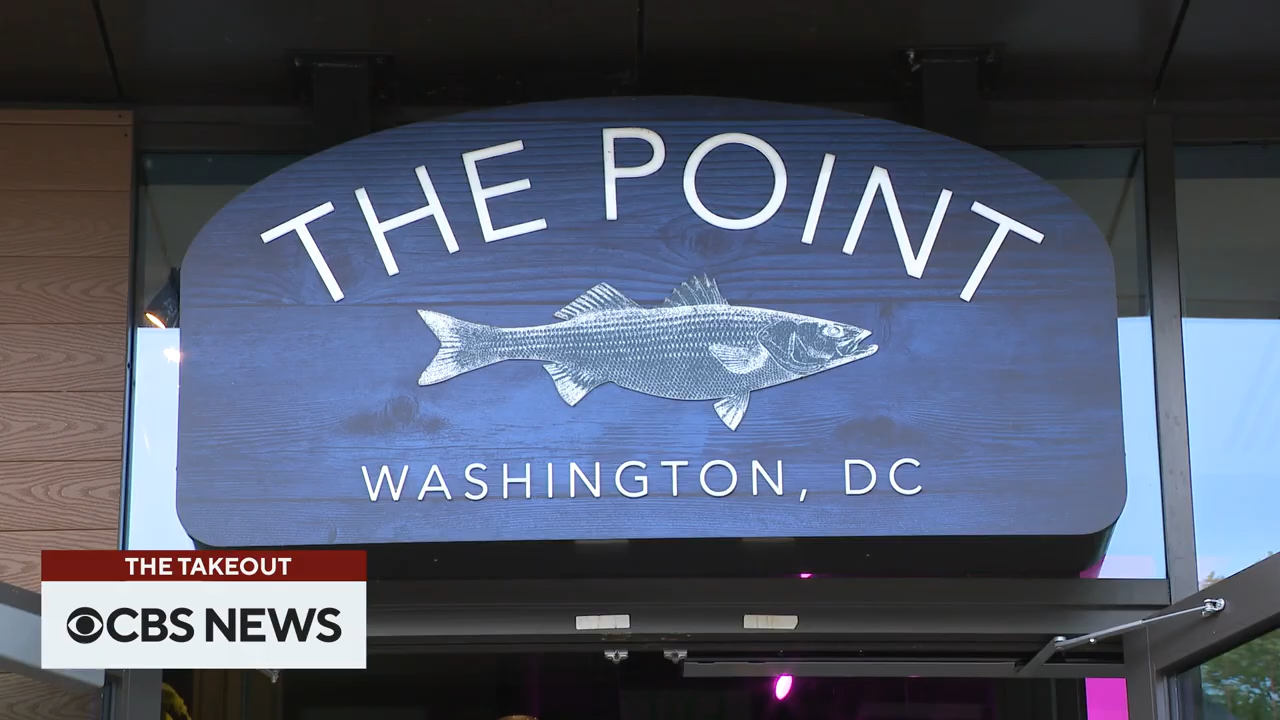 THE POINT
WASHINGTON, DC
THE TAKEOUT
CBS NEWS